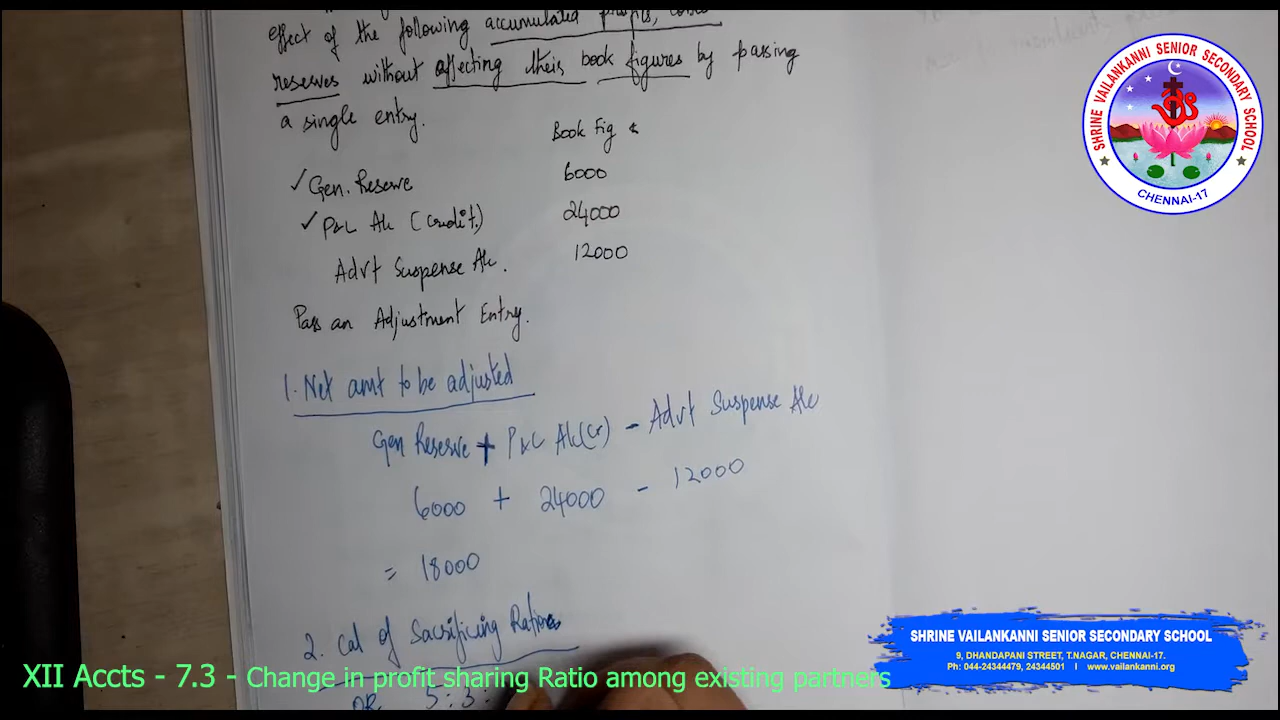 effect of the following accumulated profits,
reserves without affecting their book figures by passing
a single entry.
Book Fig
✓ Gen. Reserve 6000
✓ P&L A/c (Credit) 24000
Advt Suspense A/c. 12000
Pass an Adjustment Entry.
1. Net amt to be adjusted
Gen Reserve + P&L A/c (Cr) - Advt Suspense A/c
6000 + 24000 - 12000
= 18000
2. Cal of Sacrificing Ratio
OR 5:3:
SHRINE VAILANKANNI SENIOR SECONDARY SCHOOL
CHENNAI-17
SHRINE VAILANKANNI SENIOR SECONDARY SCHOOL
9, DHANDAPANI STREET, T.NAGAR, CHENNAI-17.
Ph: 044-24344479, 24344501 I www.vailankanni.org
XII Accts - 7.3 - Change in profit sharing Ratio among existing partners